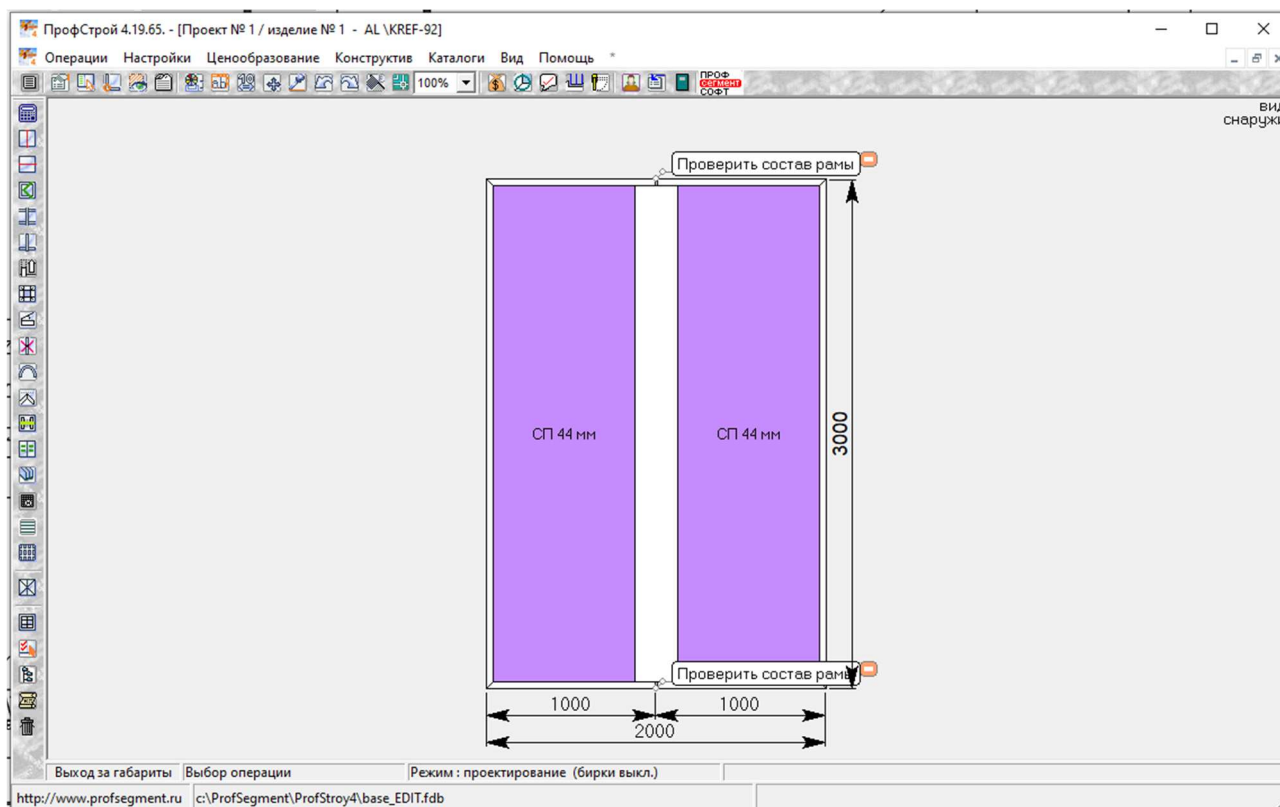 ПрофСтрой 4.19.65. - [Проект № 1 / изделие № 1 - AL \KREF-92]
Операции Настройки Ценообразование Конструктив Каталоги Вид Помощь *
100%
ПРОФ
сегмент
СОФТ
вид
снаружи
Проверить состав рамы
СП 44 мм
СП 44 мм
3000
Проверить состав рамы
1000
1000
2000
Выход за габариты Выбор операции Режим : проектирование (бирки выкл.)
http://www.profsegment.ru c:\ProfSegment\ProfStroy4\base_EDIT.fdb